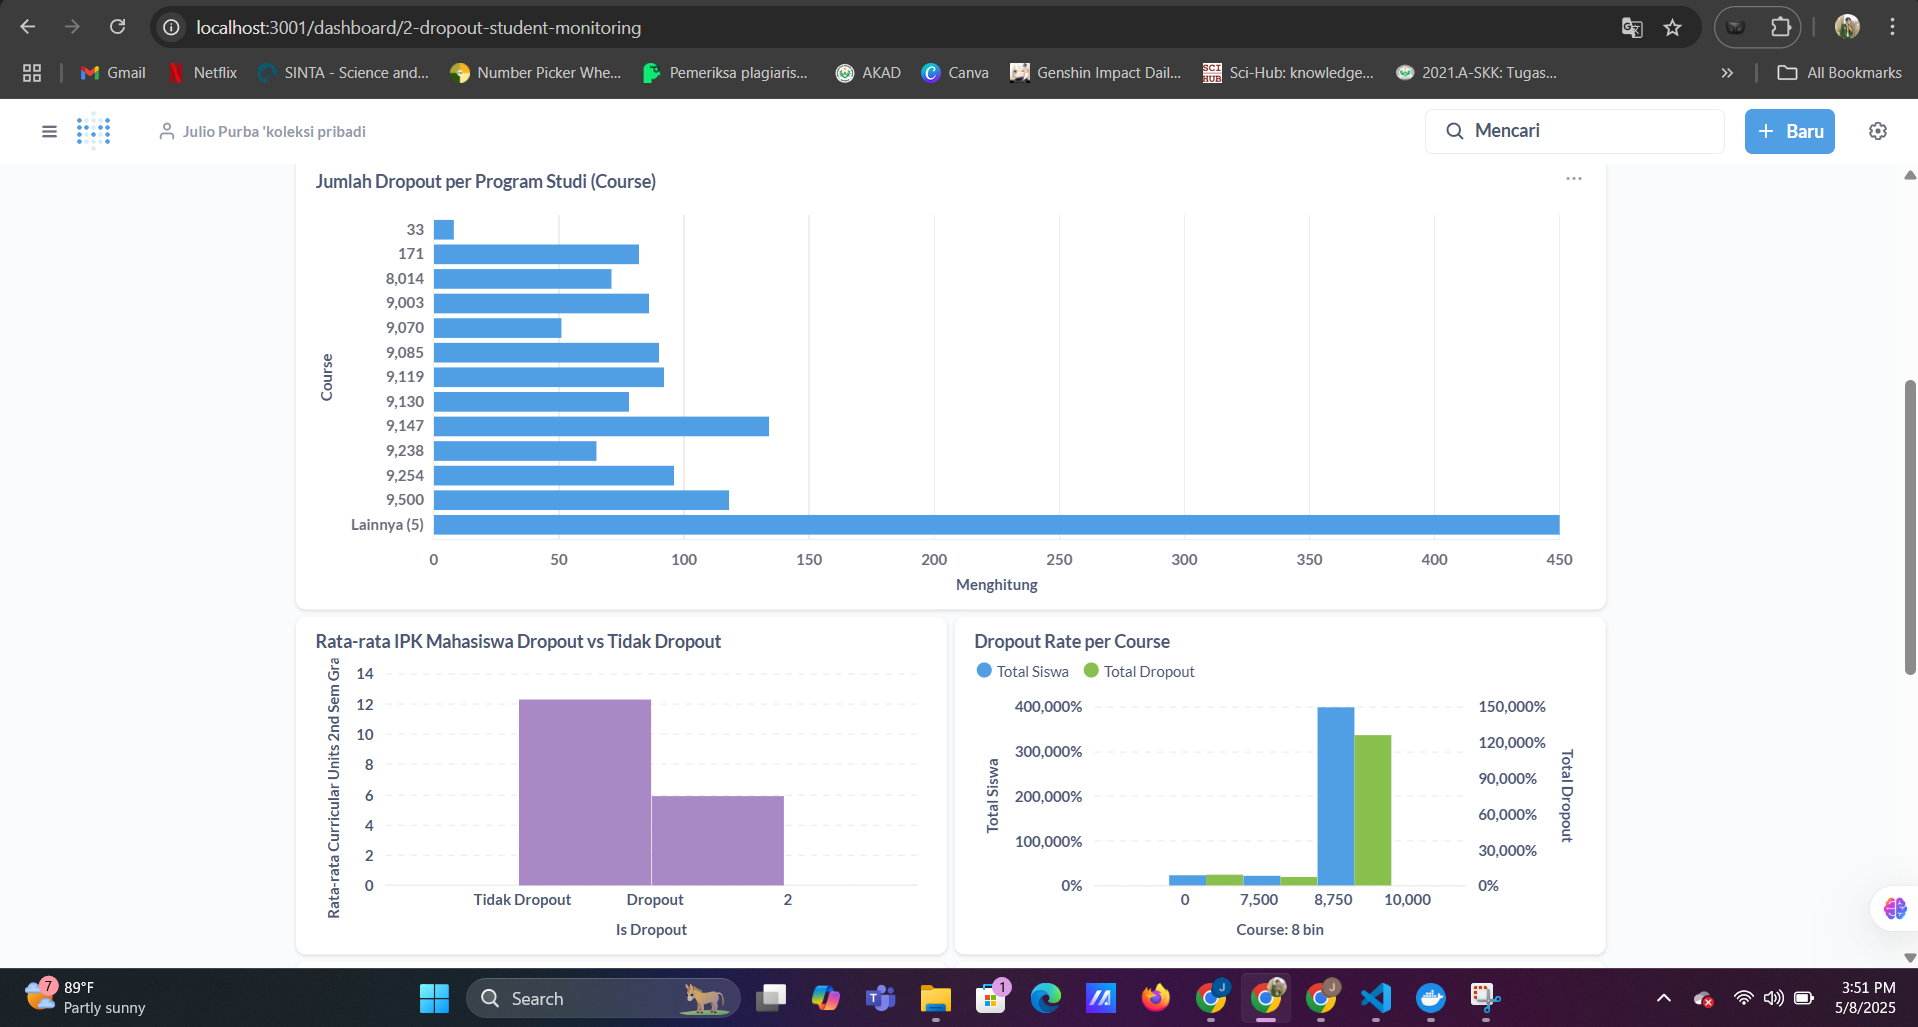 localhost:3001/dashboard/2-dropout-student-monitoring
Gmail
Netflix
SINTA - Science and...
Number Picker Whe...
Pemeriksa plagiaris...
AKAD
Canva
Genshin Impact Dail...
SCI HUB
Sci-Hub: knowledge...
2021.A-SKK: Tugas...
All Bookmarks
Julio Purba 'koleksi pribadi
Mencari
+ Baru
Jumlah Dropout per Program Studi (Course)
Course
33
171
8,014
9,003
9,070
9,085
9,119
9,130
9,147
9,238
9,254
9,500
Lainnya (5)
0 50 100 150 200 250 300 350 400 450
Menghitung
Rata-rata IPK Mahasiswa Dropout vs Tidak Dropout
Rata-rata Curricular Units 2nd Sem Gra
14
12
10
8
6
4
2
0
Tidak Dropout Dropout 2
Is Dropout
Dropout Rate per Course
Total Siswa Total Dropout
Total Siswa
400,000%
300,000%
200,000%
100,000%
0%
150,000%
120,000%
90,000%
60,000%
30,000%
0%
Total Dropout
0 7,500 8,750 10,000
Course: 8 bin
7
89°F
Partly sunny
Search
1
J
J
3:51 PM
5/8/2025